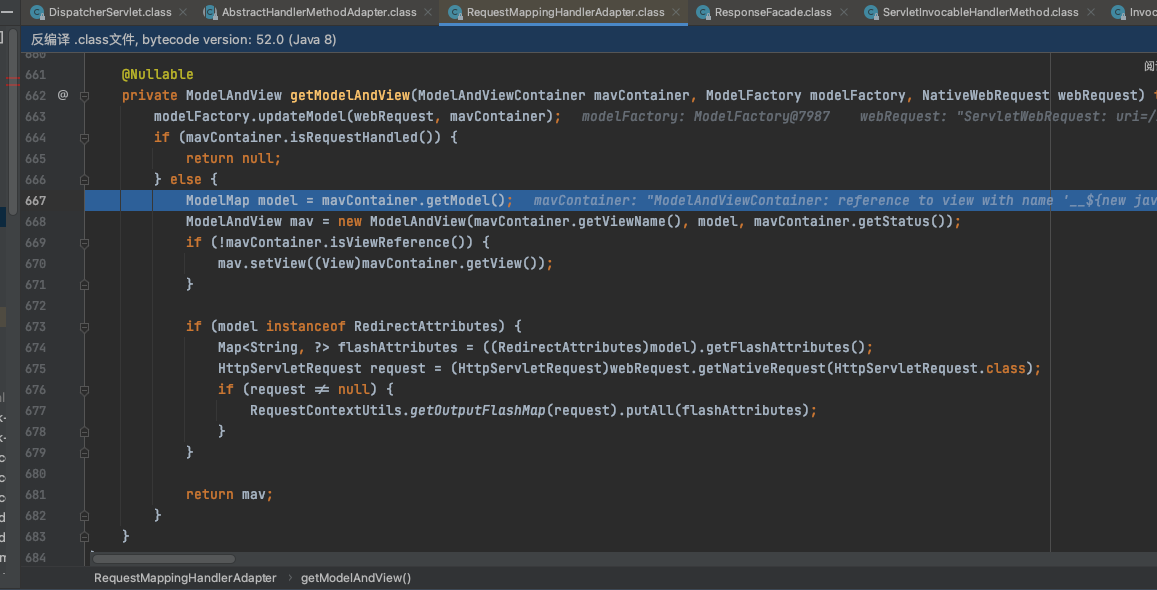 DispatcherServlet.class AbstractHandlerMethodAdapter.class RequestMappingHandlerAdapter.class ResponseFacade.class ServletInvocableHandlerMethod.class Invoc
反编译 .class文件, bytecode version: 52.0 (Java 8)
660
661 @Nullable
662 @ private ModelAndView getModelAndView(ModelAndViewContainer mavContainer, ModelFactory modelFactory, NativeWebRequest webRequest) t
663 modelFactory.updateModel(webRequest, mavContainer); modelFactory: ModelFactory@7987 webRequest: "ServletWebRequest: uri=/
664 if (mavContainer.isRequestHandled()) {
665 return null;
666 } else {
667 ModelMap model = mavContainer.getModel(); mavContainer: "ModelAndViewContainer: reference to view with name '__${new jav
668 ModelAndView mav = new ModelAndView(mavContainer.getViewName(), model, mavContainer.getStatus());
669 if (!mavContainer.isViewReference()) {
670 mav.setView((View)mavContainer.getView());
671 }
672
673 if (model instanceof RedirectAttributes) {
674 Map<String, ?> flashAttributes = ((RedirectAttributes)model).getFlashAttributes();
675 HttpServletRequest request = (HttpServletRequest)webRequest.getNativeRequest(HttpServletRequest.class);
676 if (request ≠ null) {
677 RequestContextUtils.getOutputFlashMap(request).putAll(flashAttributes);
678 }
679 }
680
681 return mav;
682 }
683 }
684
RequestMappingHandlerAdapter › getModelAndView()